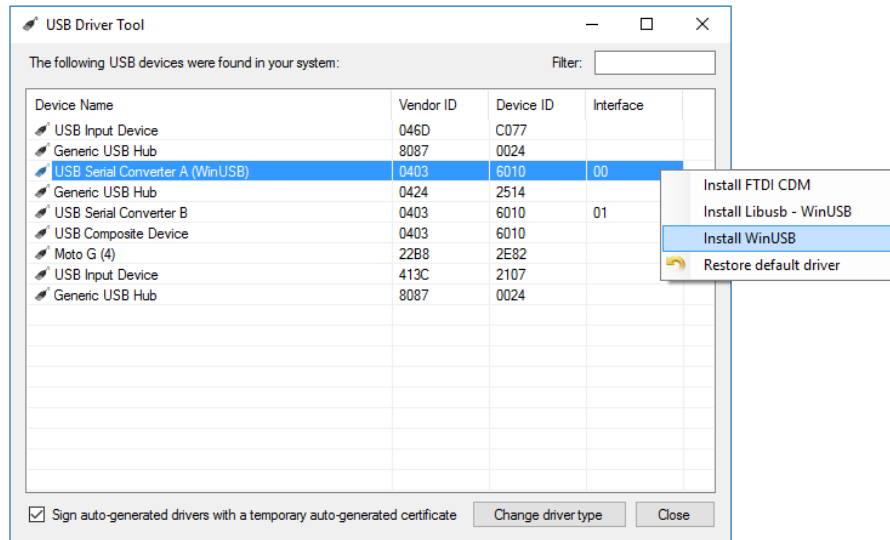 USB Driver Tool
The following USB devices were found in your system: Filter:
Device Name Vendor ID Device ID Interface
USB Input Device 046D C077
Generic USB Hub 8087 0024
USB Serial Converter A (WinUSB) 0403 6010 00
Generic USB Hub 0424 2514
USB Serial Converter B 0403 6010 01
USB Composite Device 0403 6010
Moto G (4) 22B8 2E82
USB Input Device 413C 2107
Generic USB Hub 8087 0024
Install FTDI CDM
Install Libusb - WinUSB
Install WinUSB
Restore default driver
Sign auto-generated drivers with a temporary auto-generated certificate Change driver type Close